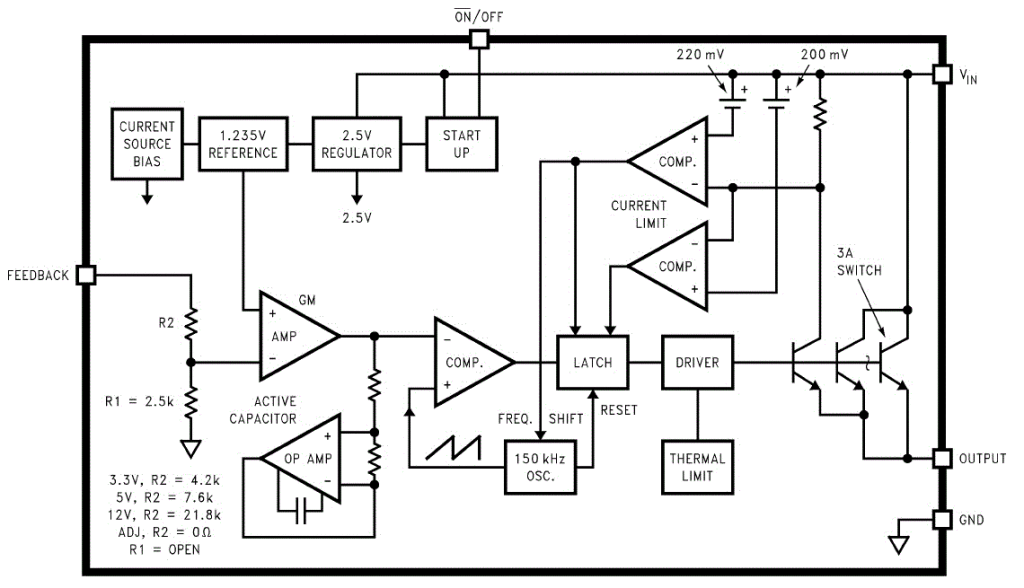 ON/OFF
220 mV
200 mV
VIN
CURRENT
SOURCE
BIAS
1.235V
REFERENCE
2.5V
REGULATOR
START
UP
+
+
+
COMP.
−
2.5V
CURRENT
LIMIT
−
COMP.
+
3A
SWITCH
FEEDBACK
GM
R2
+
AMP
−
−
COMP.
+
LATCH
DRIVER
R1 = 2.5k
ACTIVE
CAPACITOR
FREQ. SHIFT
RESET
+
OP AMP
−
150 kHz
OSC.
THERMAL
LIMIT
OUTPUT
3.3V, R2 = 4.2k
5V, R2 = 7.6k
12V, R2 = 21.8k
ADJ, R2 = 0Ω
R1 = OPEN
GND